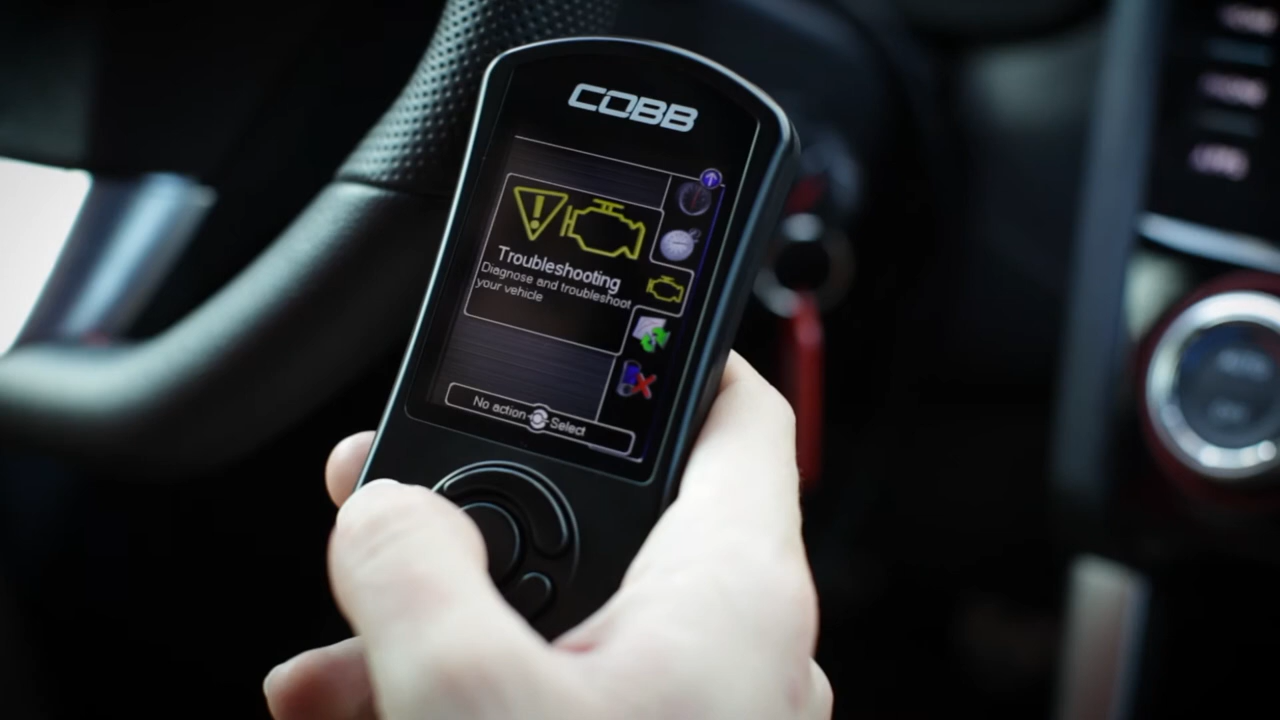 COBB
Troubleshooting
Diagnose and troubleshoot
your vehicle
No action
Select